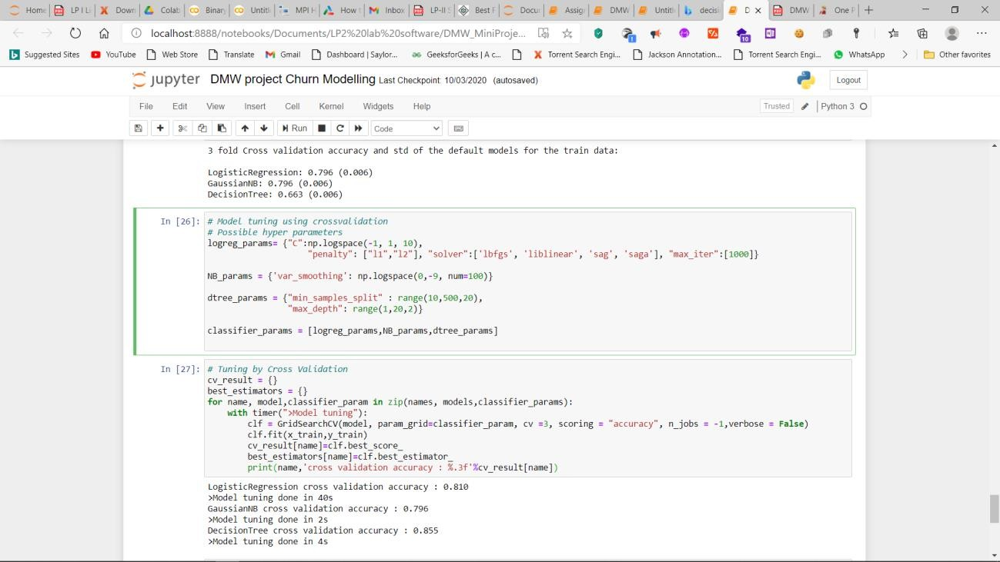 Home
LP I Li
Down
Colab
Binary
Untitl
MPI H
How t
Inbox
LP-II S
Best F
Docu
Assig
DMW
Untitl
decisi
D
DMW
One P
localhost:8888/notebooks/Documents/LP2%20lab%20software/DMW_MiniProje...
10
Suggested Sites
YouTube
Web Store
Translate
Gmail
Dashboard | Saylor...
GeeksforGeeks | A c...
Torrent Search Engi...
Jackson Annotation...
Torrent Search Engi...
WhatsApp
Other favorites
jupyter DMW project Churn Modelling Last Checkpoint: 10/03/2020 (autosaved)
Logout
File Edit View Insert Cell Kernel Widgets Help
Trusted
Python 3
Run
Code
3 fold Cross validation accuracy and std of the default models for the train data:
LogisticRegression: 0.796 (0.006)
GaussianNB: 0.796 (0.006)
DecisionTree: 0.663 (0.006)
In [26]: # Model tuning using crossvalidation
# Possible hyper parameters
logreg_params= {"C":np.logspace(-1, 1, 10),
"penalty": ["l1","l2"], "solver":['lbfgs', 'liblinear', 'sag', 'saga'], "max_iter":[1000]}
NB_params = {'var_smoothing': np.logspace(0,-9, num=100)}
dtree_params = {"min_samples_split" : range(10,500,20),
"max_depth": range(1,20,2)}
classifier_params = [logreg_params,NB_params,dtree_params]
In [27]: # Tuning by Cross Validation
cv_result = {}
best_estimators = {}
for name, model,classifier_param in zip(names, models,classifier_params):
with timer(">Model tuning"):
clf = GridSearchCV(model, param_grid=classifier_param, cv =3, scoring = "accuracy", n_jobs = -1,verbose = False)
clf.fit(x_train,y_train)
cv_result[name]=clf.best_score_
best_estimators[name]=clf.best_estimator_
print(name,'cross validation accuracy : %.3f'%cv_result[name])
LogisticRegression cross validation accuracy : 0.810
>Model tuning done in 40s
GaussianNB cross validation accuracy : 0.796
>Model tuning done in 2s
DecisionTree cross validation accuracy : 0.855
>Model tuning done in 4s